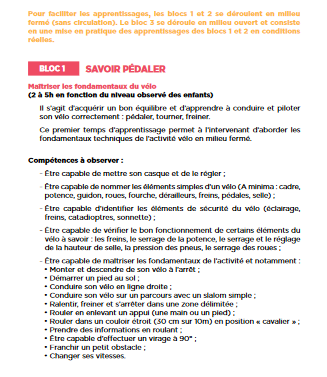 Pour faciliter les apprentissages, les blocs 1 et 2 se déroulent en milieu
fermé (sans circulation). Le bloc 3 se déroule en milieu ouvert et consiste
en une mise en pratique des apprentissages des blocs 1 et 2 en conditions
réelles.
BLOC 1 SAVOIR PÉDALER
Maîtriser les fondamentaux du vélo
(2 à 5h en fonction du niveau observé des enfants)
Il s'agit d'acquérir un bon équilibre et d'apprendre à conduire et piloter
son vélo correctement : pédaler, tourner, freiner.
Ce premier temps d'apprentissage permet à l'intervenant d'aborder les
fondamentaux techniques de l'activité vélo en milieu fermé.
Compétences à observer :
- Être capable de mettre son casque et de le régler ;
- Être capable de nommer les éléments simples d'un vélo (A minima : cadre,
potence, guidon, roues, fourche, dérailleurs, freins, pédales, selle) ;
- Être capable d'identifier les éléments de sécurité du vélo (éclairage,
freins, catadioptres, sonnette) ;
- Être capable de vérifier le bon fonctionnement de certains éléments du
vélo à savoir : les freins, le serrage de la potence, le serrage et le réglage
de la hauteur de selle, la pression des pneus, le serrage des roues ;
- Être capable de maîtriser les fondamentaux de l'activité et notamment :
• Monter et descendre de son vélo à l'arrêt ;
• Démarrer un pied au sol ;
• Conduire son vélo en ligne droite ;
• Conduire son vélo sur un parcours avec un slalom simple ;
• Ralentir, freiner et s'arrêter dans une zone délimitée ;
• Rouler en enlevant un appui (une main ou un pied) ;
• Rouler dans un couloir étroit (30 cm sur 10m) en position « cavalier » ;
• Prendre des informations en roulant ;
• Être capable d'effectuer un virage à 90° ;
• Franchir un petit obstacle ;
• Changer ses vitesses.